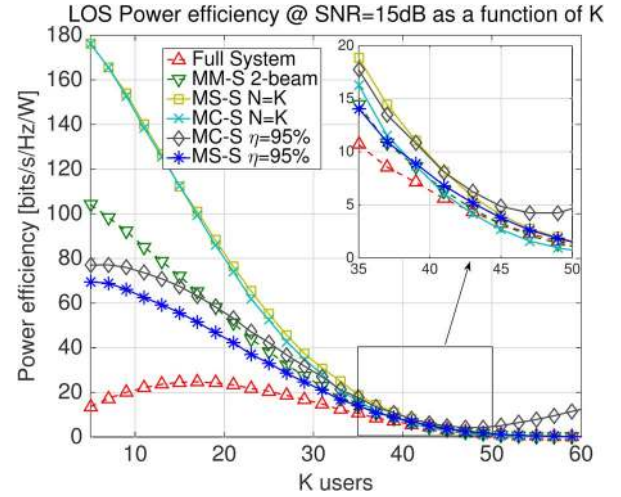 LOS Power efficiency @ SNR=15dB as a function of K
Power efficiency [bits/s/Hz/W]
180
160
140
120
100
80
60
40
20
0
Full System
MM-S 2-beam
MS-S N=K
MC-S N=K
MC-S η=95%
MS-S η=95%
20
15
10
5
0
35 40 45 50
10 20 30 40 50 60
K users